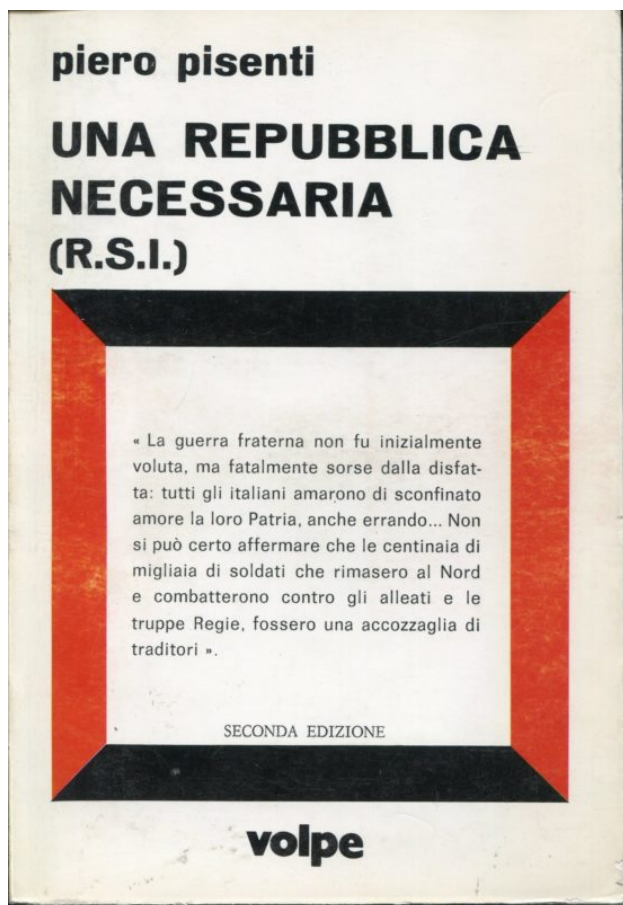 piero pisenti
UNA REPUBBLICA
NECESSARIA
(R.S.I.)
« La guerra fraterna non fu inizialmente
voluta, ma fatalmente sorse dalla disfat-
ta: tutti gli italiani amarono di sconfinato
amore la loro Patria, anche errando... Non
si può certo affermare che le centinaia di
migliaia di soldati che rimasero al Nord
e combatterono contro gli alleati e le
truppe Regie, fossero una accozzaglia di
traditori ».
SECONDA EDIZIONE
volpe